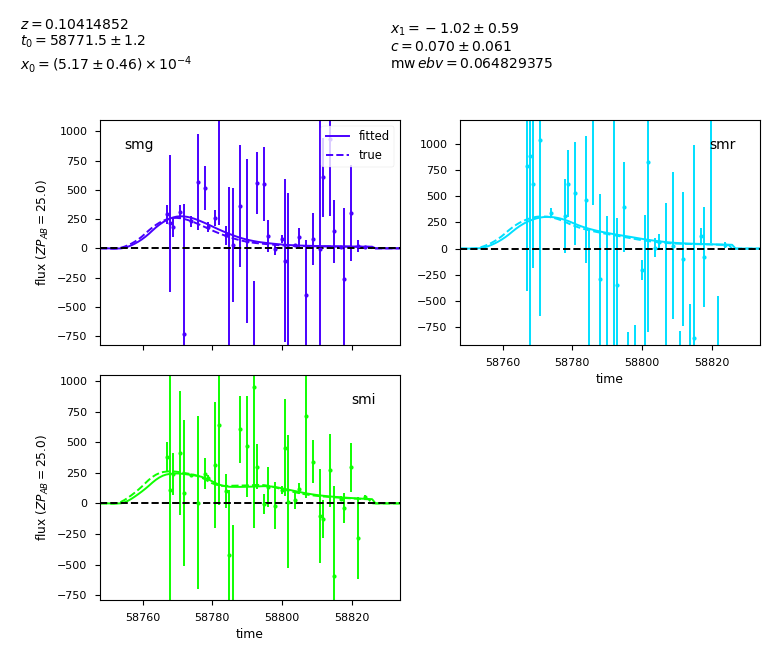 z = 0.10414852
t₀ = 58771.5 ± 1.2
x₀ = (5.17 ± 0.46) × 10⁻⁴
x₁ = −1.02 ± 0.59
c = 0.070 ± 0.061
mw ebv = 0.064829375
smg
fitted
true
1000
750
500
250
0
−250
−500
−750
flux (ZP_AB = 25.0)
smr
1000
750
500
250
0
−250
−500
−750
58760 58780 58800 58820
time
smi
1000
750
500
250
0
−250
−500
−750
flux (ZP_AB = 25.0)
58760 58780 58800 58820
time